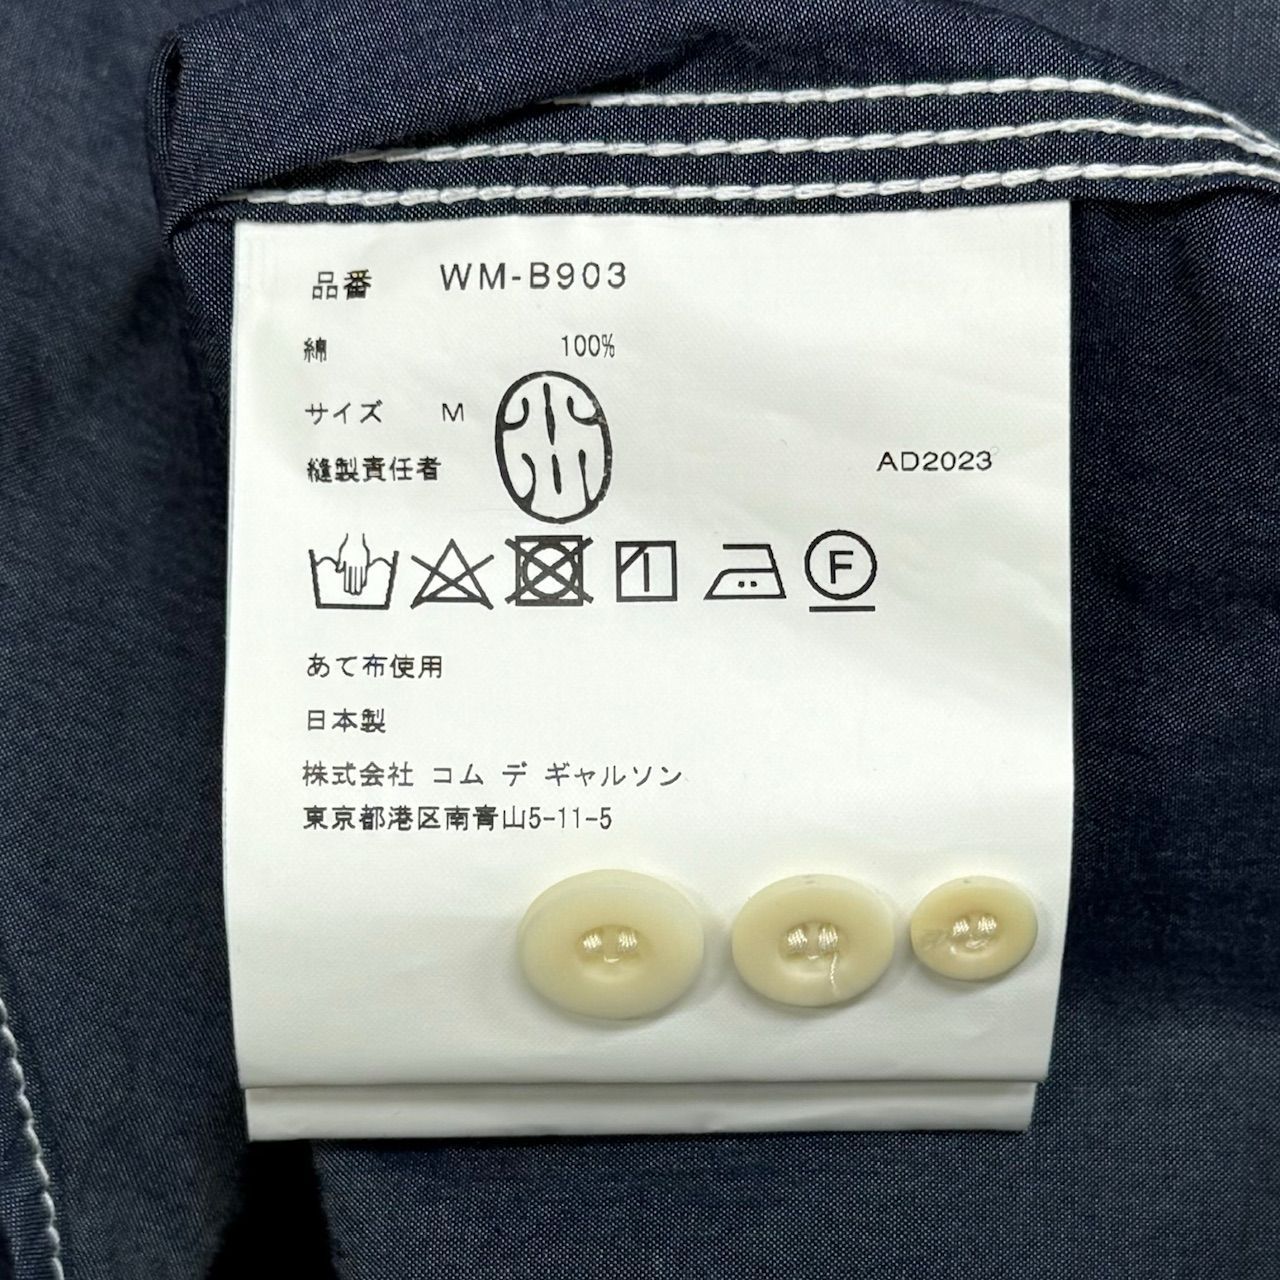 品番 WM-B903
綿 100%
サイズ M
縫製責任者
AD2023
F
あて布使用
日本製
株式会社 コム デ ギャルソン
東京都港区南青山5-11-5